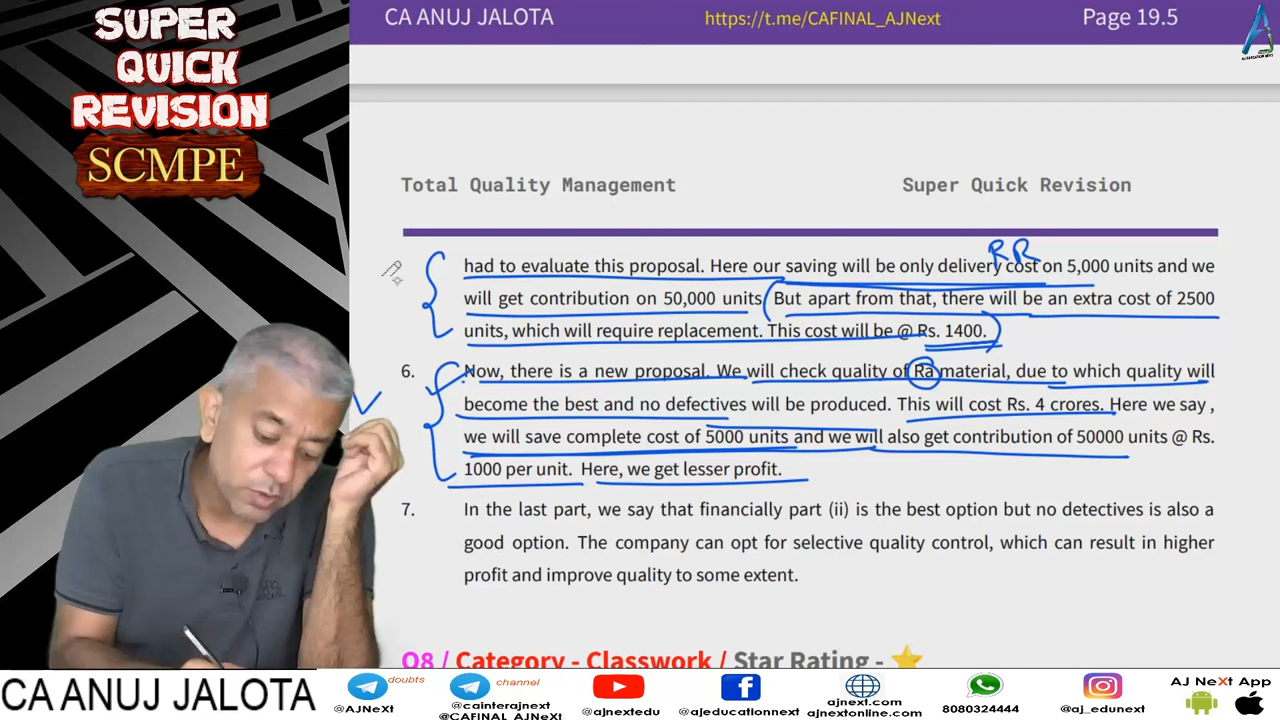 SUPER
QUICK
REVISION
SCMPE
CA ANUJ JALOTA
https://t.me/CAFINAL_AJNext
Page 19.5
Total Quality Management
Super Quick Revision
RR
had to evaluate this proposal. Here our saving will be only delivery cost on 5,000 units and we
will get contribution on 50,000 units But apart from that, there will be an extra cost of 2500
units, which will require replacement. This cost will be @ Rs. 1400.
6. Now, there is a new proposal. We will check quality of Ra material, due to which quality will
become the best and no defectives will be produced. This will cost Rs. 4 crores. Here we say ,
we will save complete cost of 5000 units and we will also get contribution of 50000 units @ Rs.
1000 per unit. Here, we get lesser profit.
7. In the last part, we say that financially part (ii) is the best option but no detectives is also a
good option. The company can opt for selective quality control, which can result in higher
profit and improve quality to some extent.
Q8 / Category - Classwork / Star Rating -
CA ANUJ JALOTA
doubts
@AJNeXt
channel
@cainterajnext
@CAFINAL_AJNext
@ajnextedu
@ajeducationnext
ajnext.com
ajnextonline.com
8080324444
@aj_edunext
AJ NeXt App